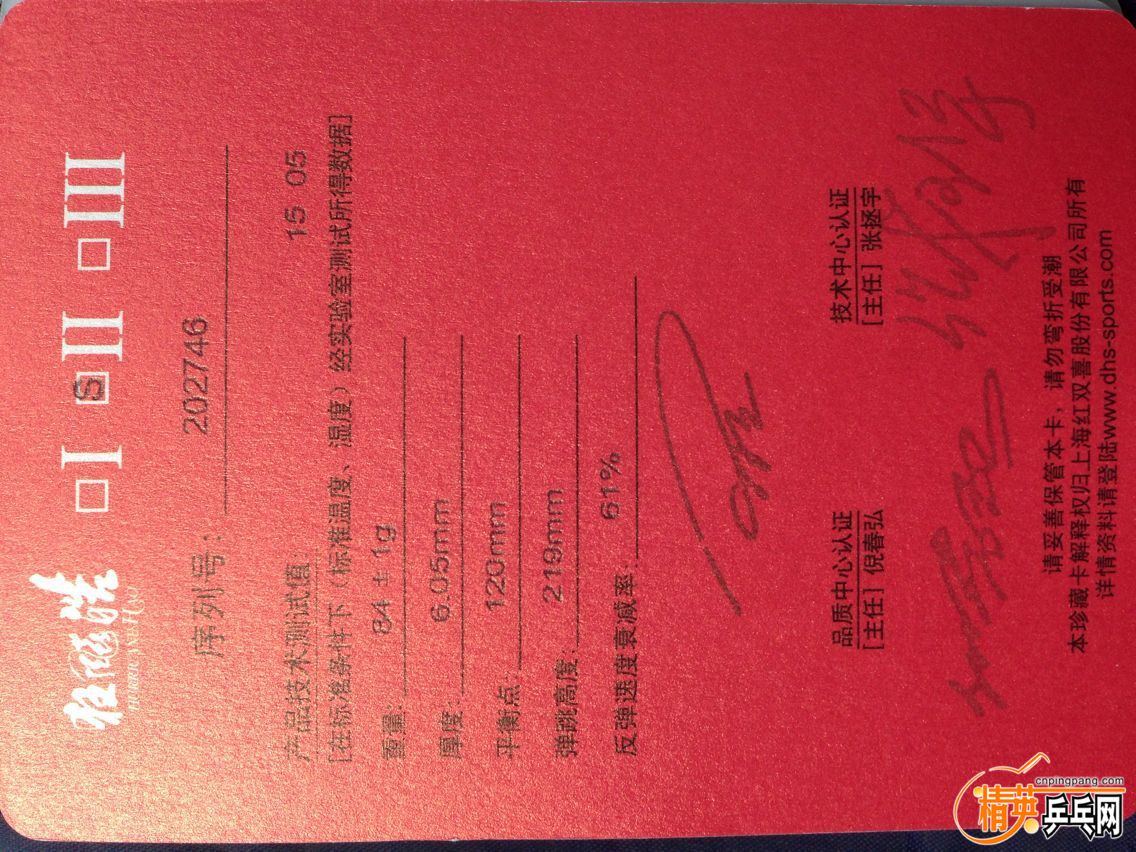 狂飚皓 □I S II □III
HURRICANE HAO
序列号: 202746
产品技术测试值: 15 05
[在标准条件下（标准温度、湿度）经实验室测试所得数据]
重量: 84 ± 1g
厚度: 6.05mm
平衡点: 120mm
弹跳高度: 219mm
反弹速度衰减率: 61%
品质中心认证 技术中心认证
[主任] 倪春弘 [主任] 张拯宇
请妥善保管本卡，请勿弯折受潮
本珍藏卡解释权归上海红双喜股份有限公司所有
详情资料请登陆www.dhs-sports.com
cnpingpang.com
精英乒乓网